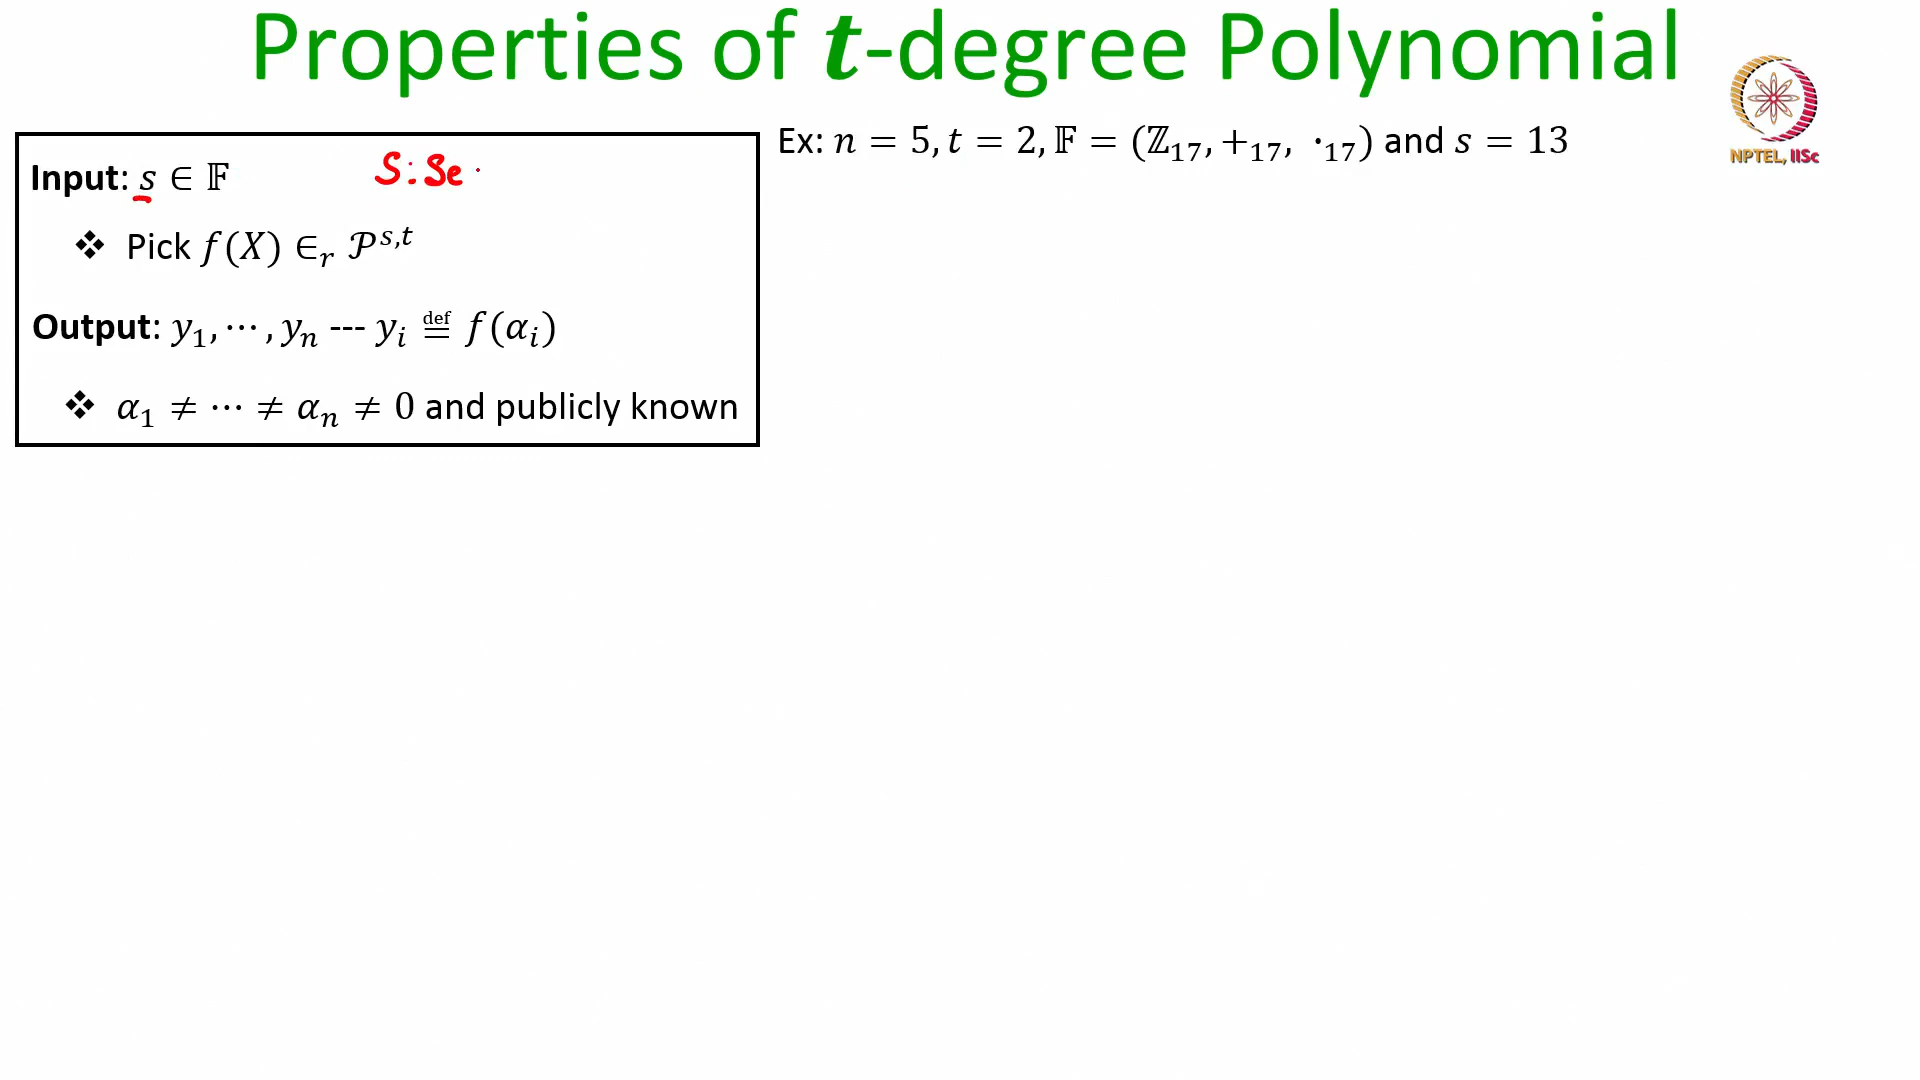 Properties of t-degree Polynomial
NPTEL, IISc
Ex: n = 5, t = 2, 𝔽 = (ℤ₁₇, +₁₇, ·₁₇) and s = 13
Input: s ∈ 𝔽
S: Se
❖ Pick f(X) ∈ᵣ 𝒫^{s,t}
Output: y₁, ⋯ , yₙ --- yᵢ ≝ f(αᵢ)
❖ α₁ ≠ ⋯ ≠ αₙ ≠ 0 and publicly known